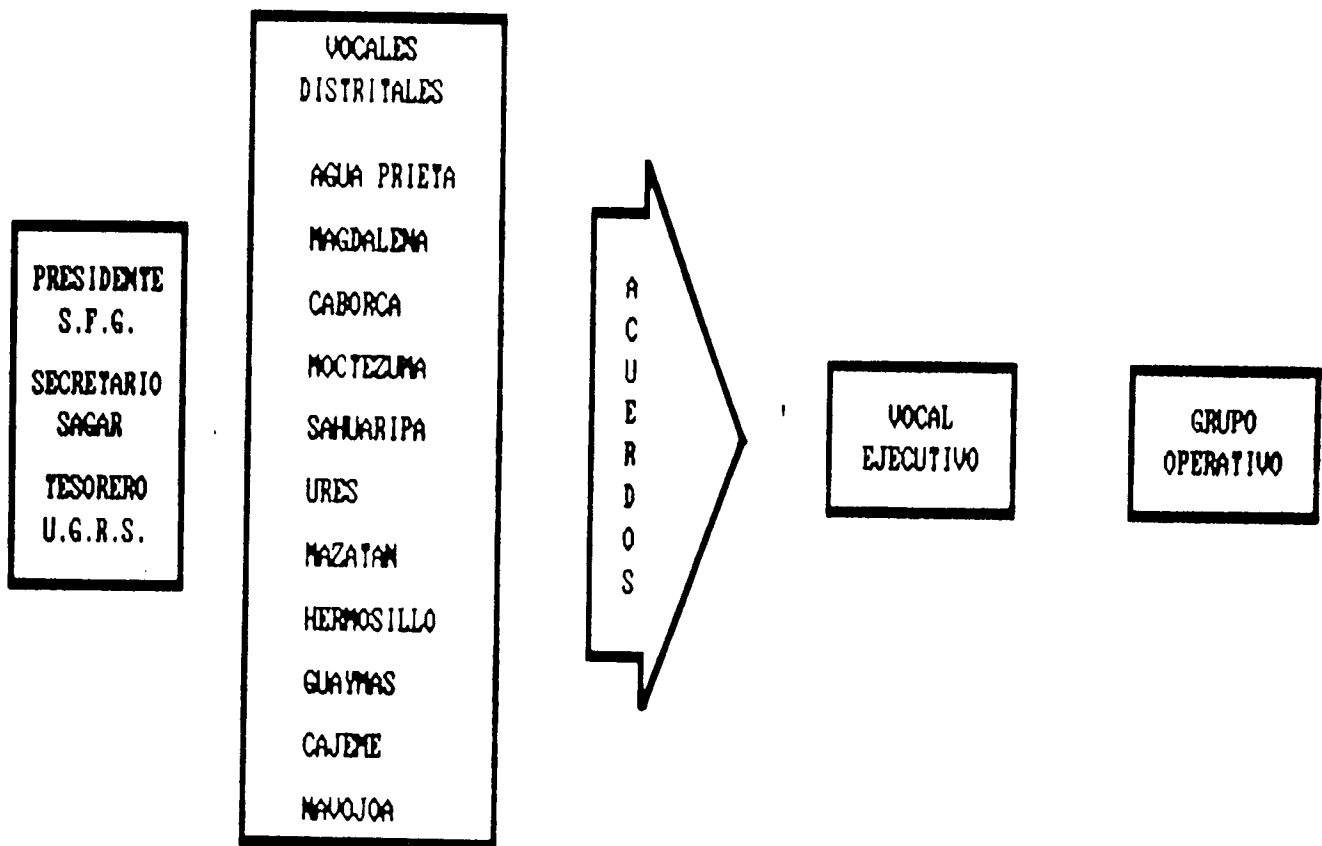 PRESIDENTE
S.F.G.
SECRETARIO
SAGAR
TESORERO
U.G.R.S.
VOCALES
DISTRITALES
AGUA PRIETA
MAGDALENA
CABORCA
MOCTEZUMA
SAHUARIPA
URES
MAZATAN
HERMOSILLO
GUAYMAS
CAJEME
NAVOJOA
ACUERDOS
VOCAL
EJECUTIVO
GRUPO
OPERATIVO